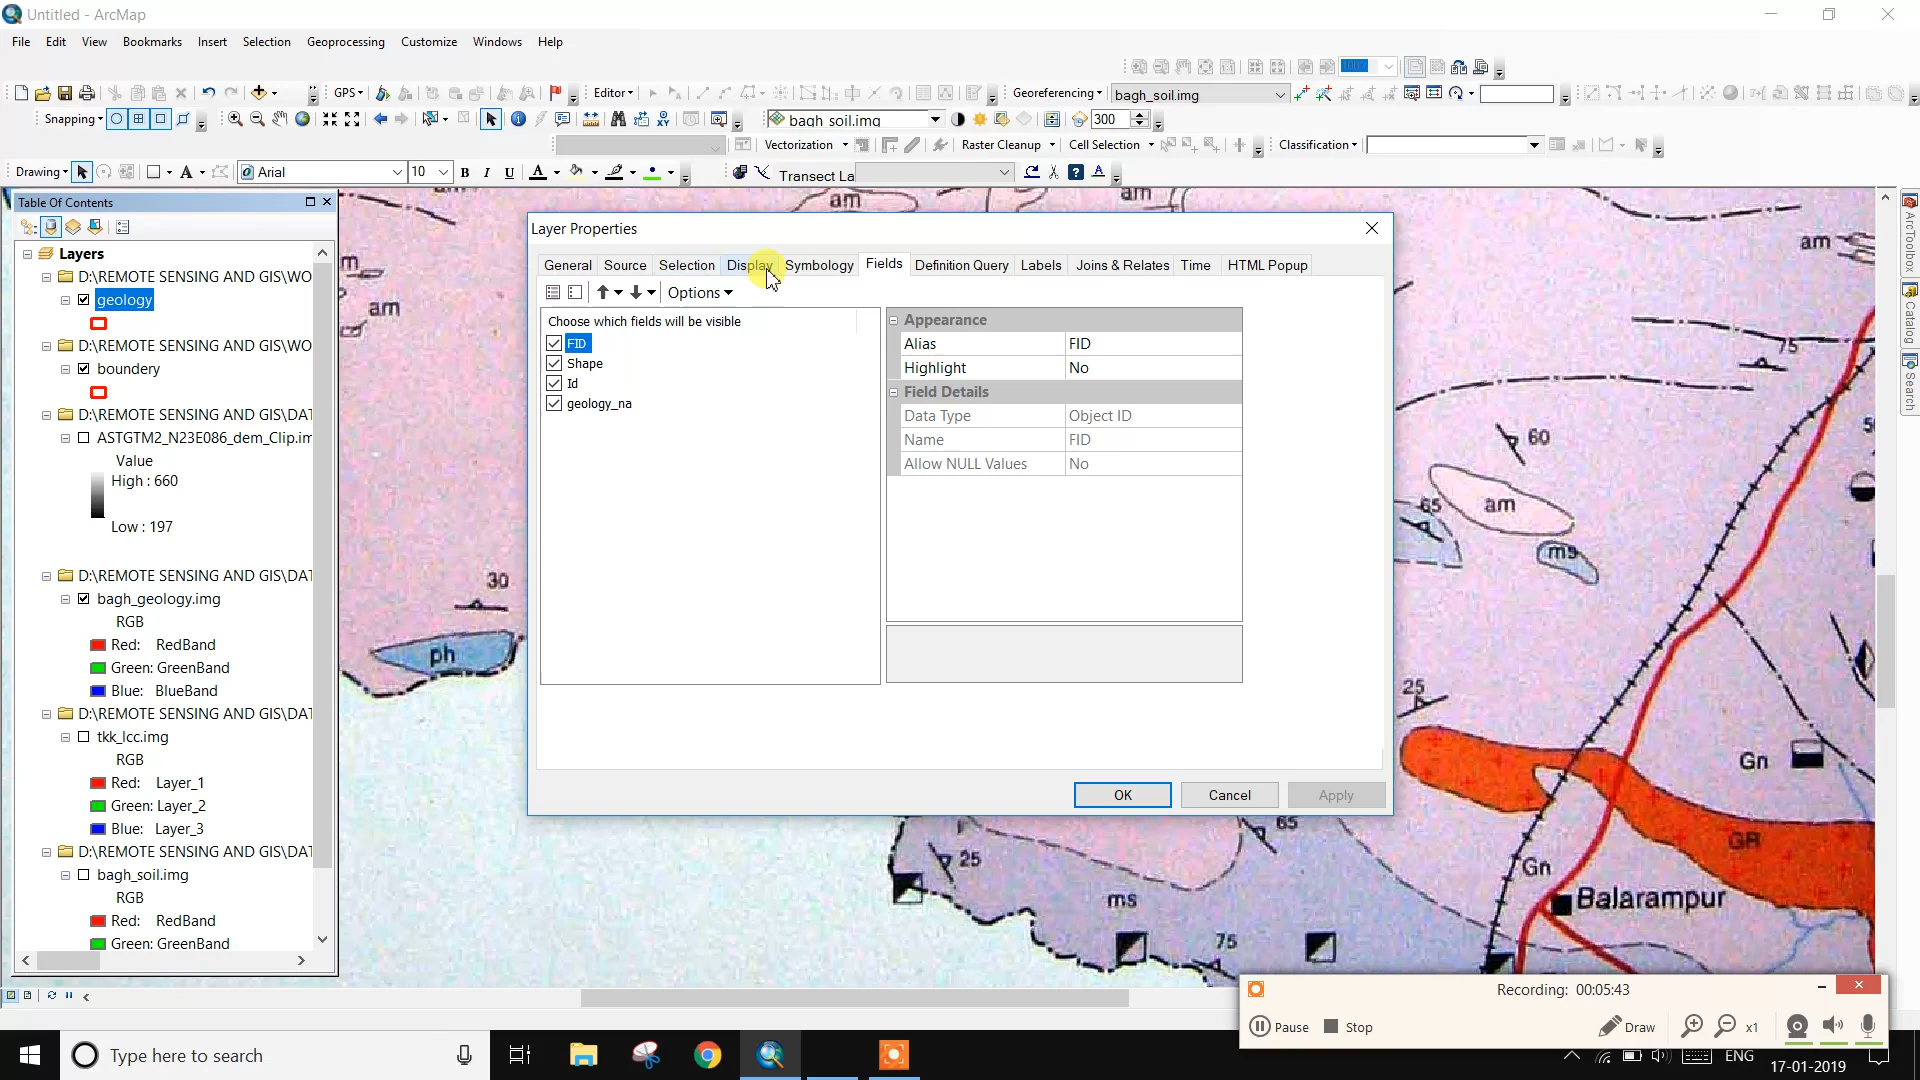 Untitled - ArcMap
File Edit View Bookmarks Insert Selection Geoprocessing Customize Windows Help
100%
GPS Editor Georeferencing bagh_soil.img
Snapping bagh_soil.img 300
Vectorization Raster Cleanup Cell Selection Classification
Drawing Arial 10 B I U A Transect La
Table Of Contents
Layers
D:\REMOTE SENSING AND GIS\WO
geology
D:\REMOTE SENSING AND GIS\WO
boundery
D:\REMOTE SENSING AND GIS\DAT
ASTGTM2_N23E086_dem_Clip.im
Value
High : 660
Low : 197
D:\REMOTE SENSING AND GIS\DAT
bagh_geology.img
RGB
Red: RedBand
Green: GreenBand
Blue: BlueBand
D:\REMOTE SENSING AND GIS\DAT
tkk_lcc.img
RGB
Red: Layer_1
Green: Layer_2
Blue: Layer_3
D:\REMOTE SENSING AND GIS\DAT
bagh_soil.img
RGB
Red: RedBand
Green: GreenBand
Layer Properties
General Source Selection Display Symbology Fields Definition Query Labels Joins & Relates Time HTML Popup
Options
Choose which fields will be visible
FID
Shape
Id
geology_na
Appearance
Alias FID
Highlight No
Field Details
Data Type Object ID
Name FID
Allow NULL Values No
OK Cancel Apply
am
am
am
am
75
60
65
am
ms
30
ph
25
Gn
65
GR
25
Gn
ms
Balarampur
75
ArcToolbox
Catalog
Search
Recording: 00:05:43
Pause Stop Draw x1
Type here to search
ENG
17-01-2019